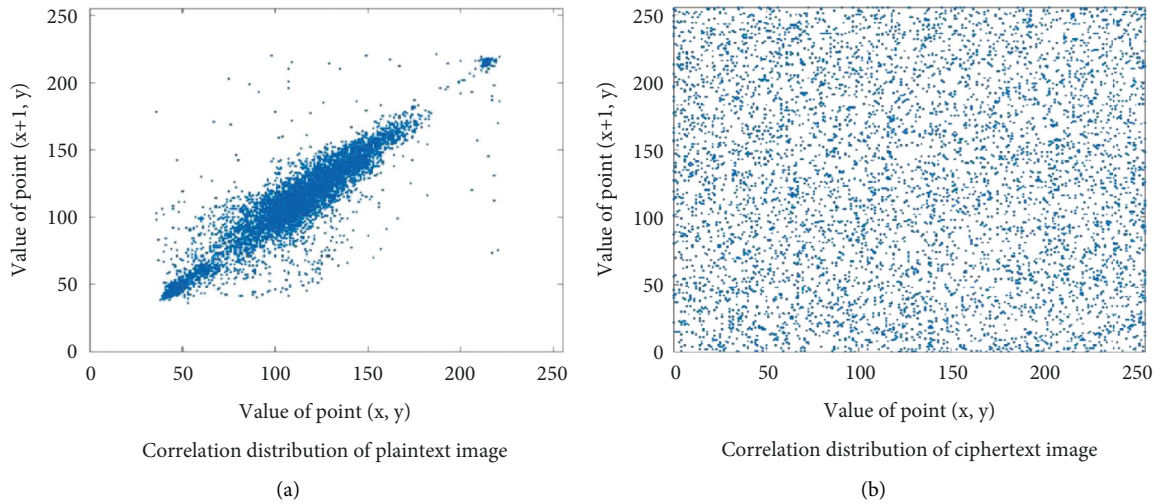 250
200
150
100
50
0
Value of point (x+1, y)
0 50 100 150 200 250
Value of point (x, y)
Correlation distribution of plaintext image
(a)
250
200
150
100
50
0
Value of point (x+1, y)
0 50 100 150 200 250
Value of point (x, y)
Correlation distribution of ciphertext image
(b)